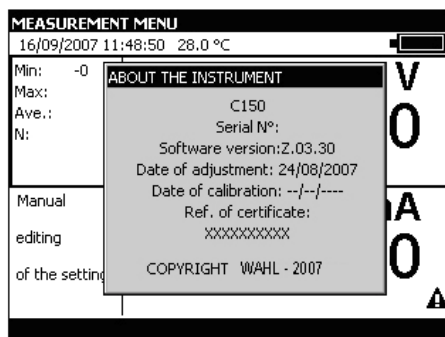 MEASUREMENT MENU
16/09/2007 11:48:50 28.0 °C
Min: -0
Max:
Ave.:
N:
V
0
ABOUT THE INSTRUMENT
C150
Serial N°:
Software version:Z.03.30
Date of adjustment: 24/08/2007
Date of calibration: --/--/----
Ref. of certificate:
XXXXXXXXXX
COPYRIGHT WAHL - 2007
Manual
editing
of the setting
A
0